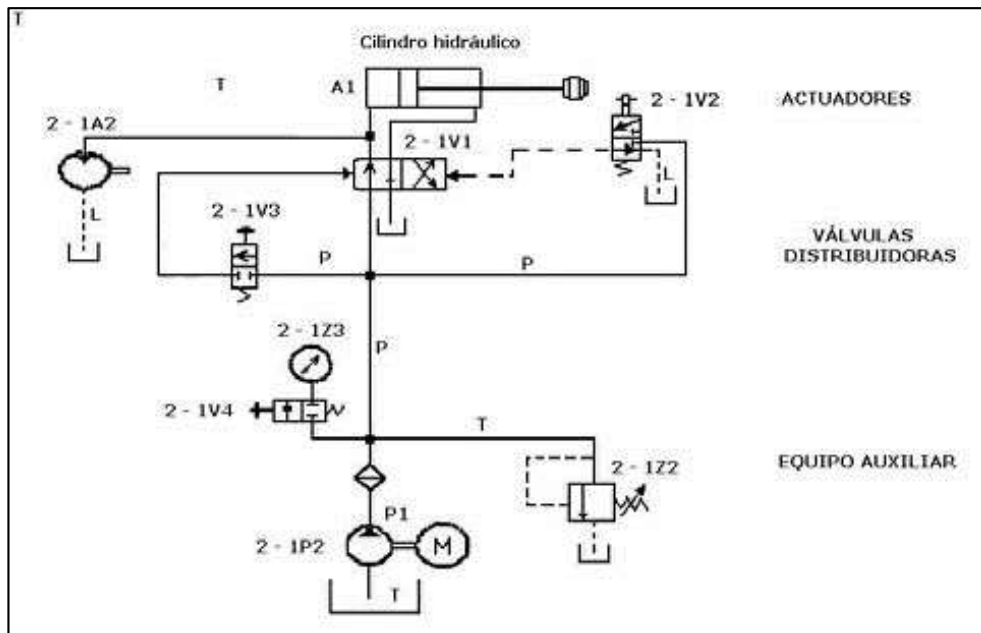 T
Cilindro hidráulico
T
A1
2 - 1V2
ACTUADORES
2 - 1A2
2 - 1V1
L
L
2 - 1V3
VÁLVULAS
DISTRIBUIDORAS
P
P
2 - 1Z3
P
2 - 1V4
T
2 - 1Z2
EQUIPO AUXILIAR
P1
2 - 1P2
M
T